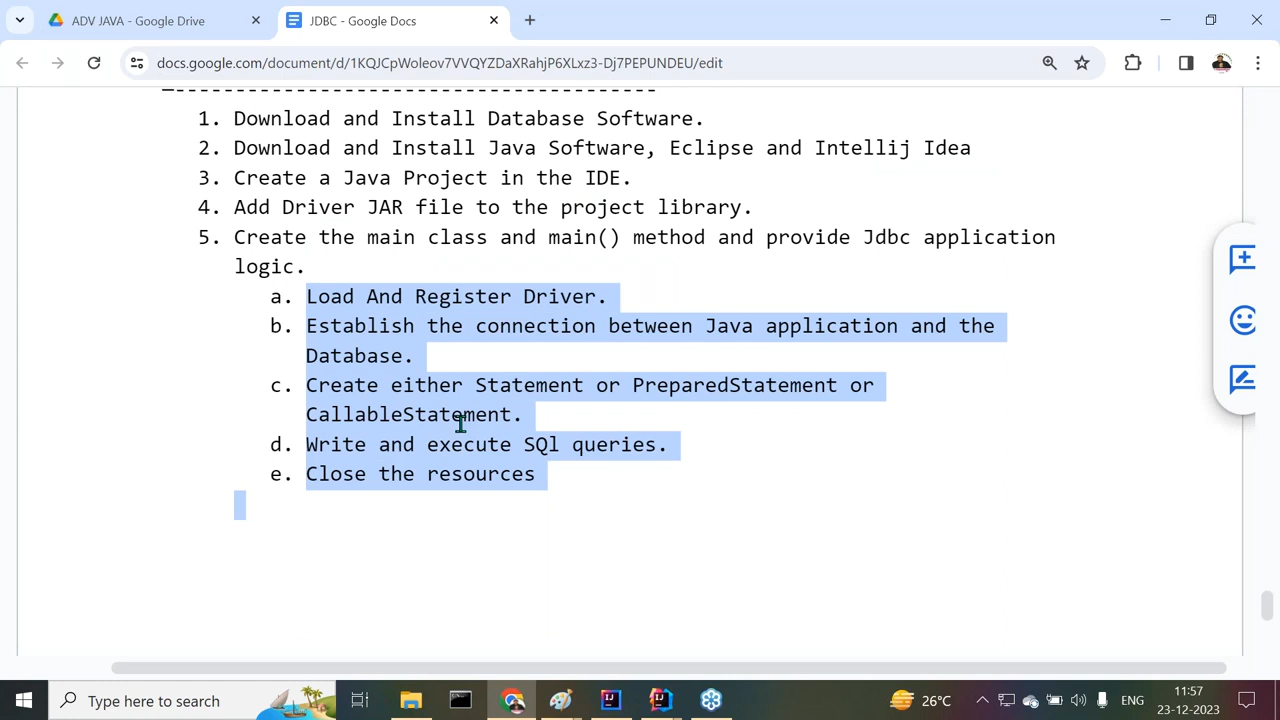 ADV JAVA - Google Drive
JDBC - Google Docs
docs.google.com/document/d/1KQJCpWoleov7VVQYZDaXRahjP6XLxz3-Dj7PEPUNDEU/edit
1. Download and Install Database Software.
2. Download and Install Java Software, Eclipse and Intellij Idea
3. Create a Java Project in the IDE.
4. Add Driver JAR file to the project library.
5. Create the main class and main() method and provide Jdbc application
logic.
a. Load And Register Driver.
b. Establish the connection between Java application and the
Database.
c. Create either Statement or PreparedStatement or
CallableStatement.
d. Write and execute SQl queries.
e. Close the resources
Type here to search
26°C
ENG
11:57
23-12-2023